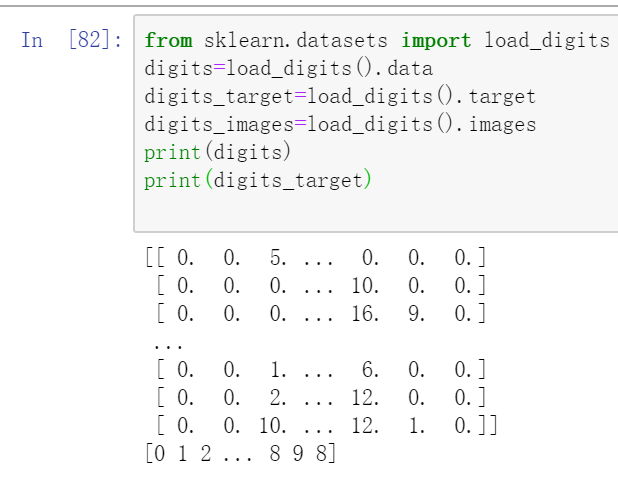 In [82]: from sklearn.datasets import load_digits
digits=load_digits().data
digits_target=load_digits().target
digits_images=load_digits().images
print(digits)
print(digits_target)
[[ 0.  0.  5. ...  0.  0.  0.]
 [ 0.  0.  0. ... 10.  0.  0.]
 [ 0.  0.  0. ... 16.  9.  0.]
 ...
 [ 0.  0.  1. ...  6.  0.  0.]
 [ 0.  0.  2. ... 12.  0.  0.]
 [ 0.  0. 10. ... 12.  1.  0.]]
[0 1 2 ... 8 9 8]